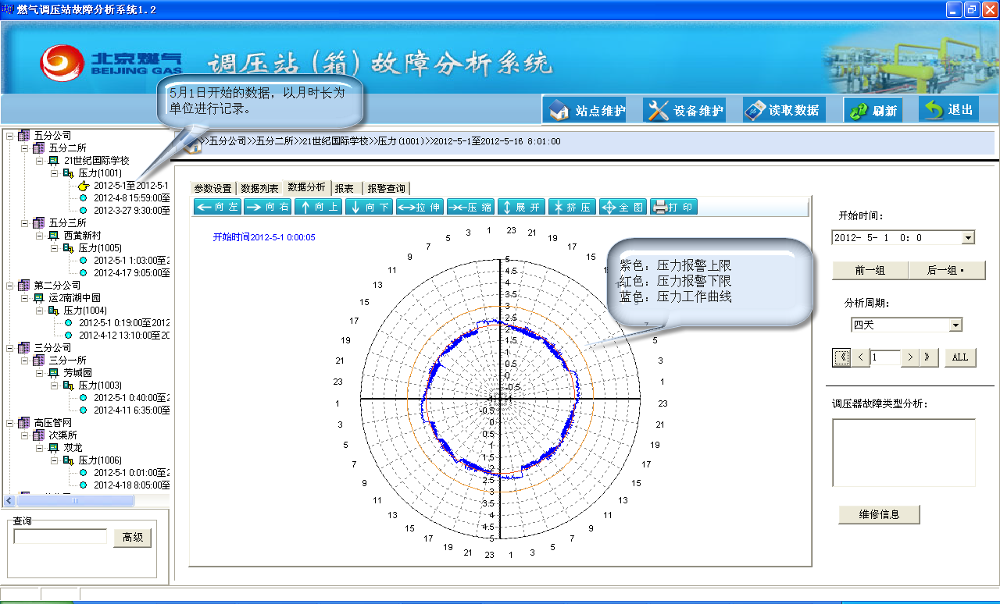 燃气调压站故障分析系统1.2
北京燃气
BEIJING GAS
调压站(箱)故障分析系统
5月1日开始的数据,以月时长为
单位进行记录。
站点维护
设备维护
读取数据
刷新
退出
>>五分公司>>五分二所>>21世纪国际学校>>压力(1001)>>2012-5-1至2012-5-16 8:01:00
五分公司
五分二所
21世纪国际学校
压力(1001)
2012-5-1至2012-5-1
2012-4-8 15:59:00至
2012-3-27 9:30:00至
五分三所
西黄新村
压力(1005)
2012-5-1 1:03:00至2
2012-4-17 9:05:00至
第二分公司
运2南湖中园
压力(1004)
2012-5-1 0:19:00至2012
2012-4-12 13:10:00至20
三分公司
三分一所
芳城园
压力(1003)
2012-5-1 0:40:00至2
2012-4-11 6:35:00至
高压管网
次渠所
双龙
压力(1006)
2012-5-1 0:01:00至2
2012-4-18 8:05:00至
查询
高级
参数设置
数据列表
数据分析
报表
报警查询
向左
向右
向上
向下
拉伸
压缩
展开
挤压
全图
打印
开始时间2012-5-1 0:00:05
紫色:压力报警上限
红色:压力报警下限
蓝色:压力工作曲线
1
23
21
19
17
15
7
5
3
1
23
21
19
17
15
13
11
9
7
5
3
1
23
21
19
17
15
13
11
9
7
5
3
1
23
21
19
17
15
13
11
9
7
5
3
5
4.5
3.5
2.5
1.5
0.5
-0.5
-1
-1
-0.5
0.5
1.5
2
2.5
3
3.5
4.5
5
开始时间:
2012- 5- 1 0: 0
前一组
后一组
分析周期:
四天
《
<
1
>
》
ALL
调压器故障类型分析:
维修信息